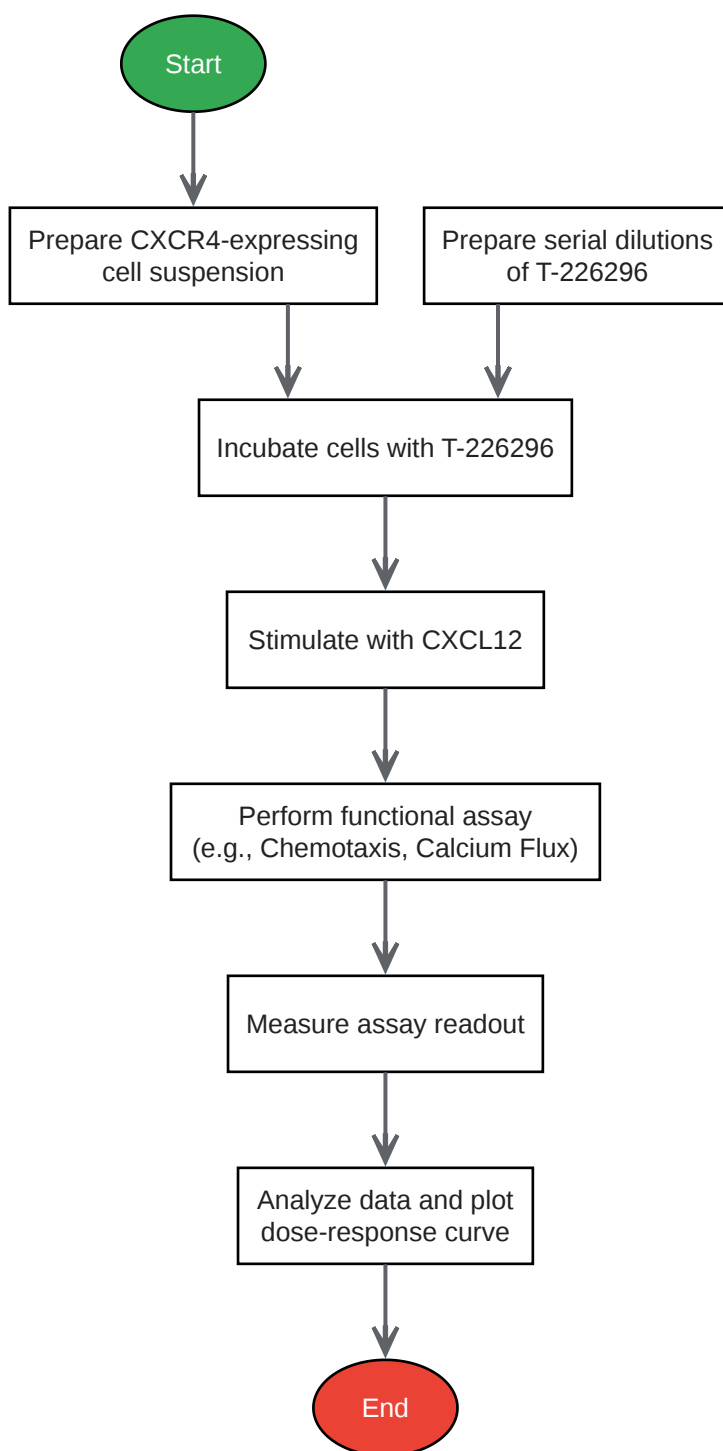 Start
Prepare CXCR4-expressing
cell suspension
Prepare serial dilutions
of T-226296
Incubate cells with T-226296
Stimulate with CXCL12
Perform functional assay
(e.g., Chemotaxis, Calcium Flux)
Measure assay readout
Analyze data and plot
dose-response curve
End